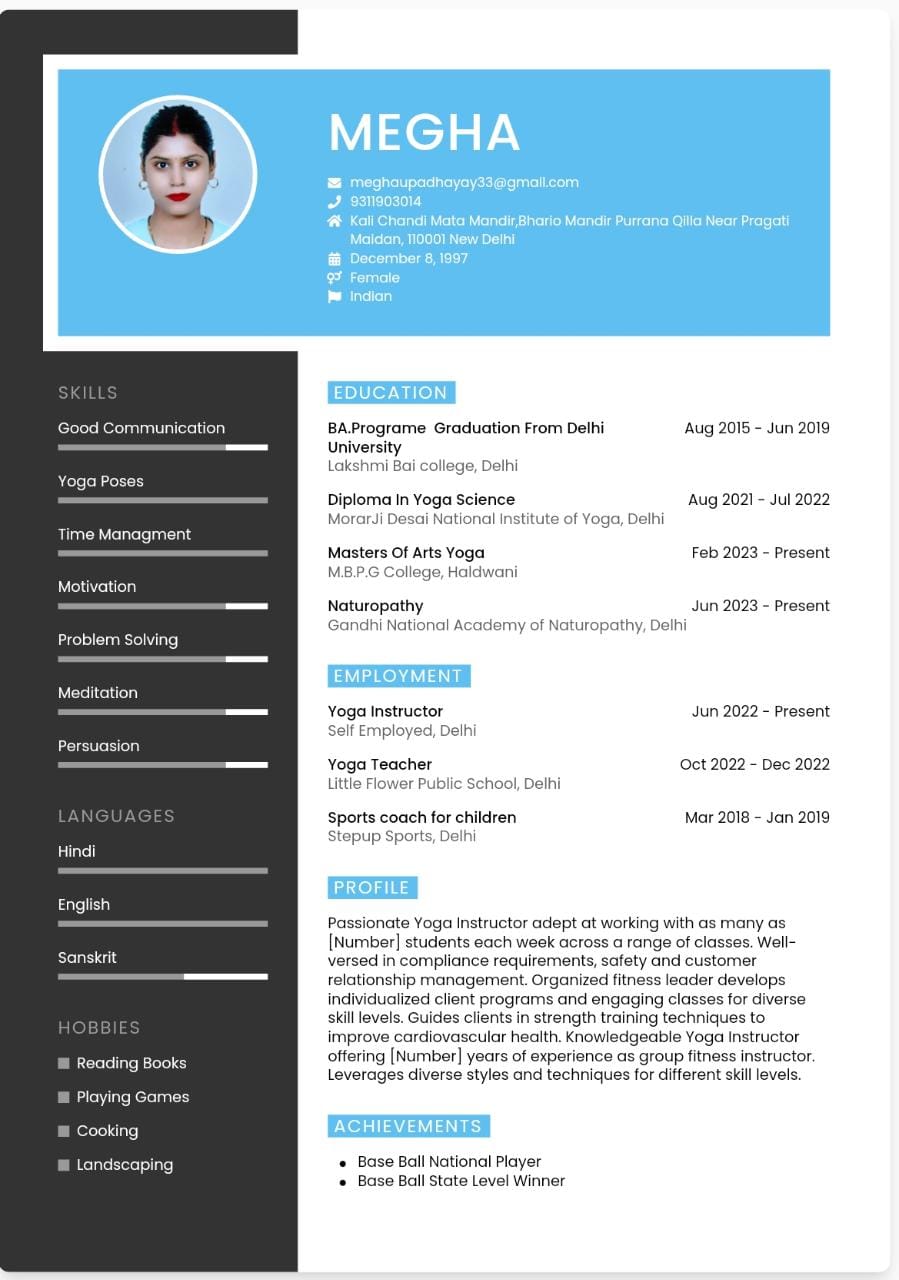 MEGHA
meghaupadhayay33@gmail.com
9311903014
Kali Chandi Mata Mandir,Bhario Mandir Purrana Qilla Near Pragati
Maidan, 110001 New Delhi
December 8, 1997
Female
Indian
SKILLS
Good Communication
Yoga Poses
Time Managment
Motivation
Problem Solving
Meditation
Persuasion
LANGUAGES
Hindi
English
Sanskrit
HOBBIES
Reading Books
Playing Games
Cooking
Landscaping
EDUCATION
BA.Programe Graduation From Delhi Aug 2015 - Jun 2019
University
Lakshmi Bai college, Delhi
Diploma In Yoga Science Aug 2021 - Jul 2022
MorarJi Desai National Institute of Yoga, Delhi
Masters Of Arts Yoga Feb 2023 - Present
M.B.P.G College, Haldwani
Naturopathy Jun 2023 - Present
Gandhi National Academy of Naturopathy, Delhi
EMPLOYMENT
Yoga Instructor Jun 2022 - Present
Self Employed, Delhi
Yoga Teacher Oct 2022 - Dec 2022
Little Flower Public School, Delhi
Sports coach for children Mar 2018 - Jan 2019
Stepup Sports, Delhi
PROFILE
Passionate Yoga Instructor adept at working with as many as
[Number] students each week across a range of classes. Well-
versed in compliance requirements, safety and customer
relationship management. Organized fitness leader develops
individualized client programs and engaging classes for diverse
skill levels. Guides clients in strength training techniques to
improve cardiovascular health. Knowledgeable Yoga Instructor
offering [Number] years of experience as group fitness instructor.
Leverages diverse styles and techniques for different skill levels.
ACHIEVEMENTS
• Base Ball National Player
• Base Ball State Level Winner